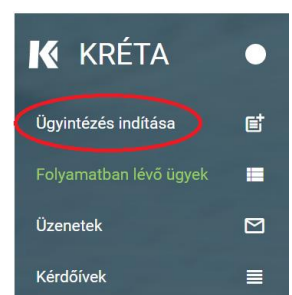 KRÉTA
Ügyintézés indítása
Folyamatban lévő ügyek
Üzenetek
Kérdőívek